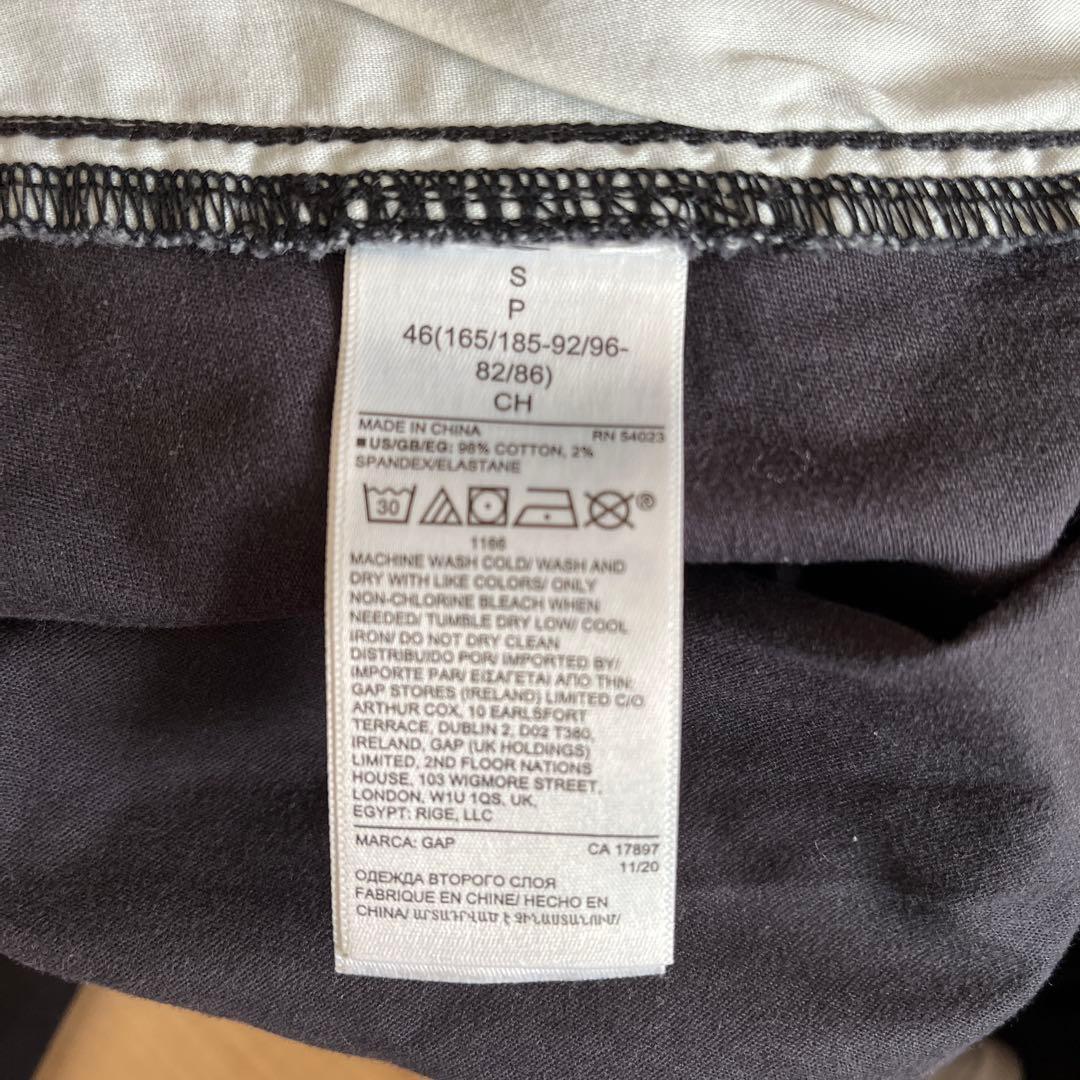 S
P
46(165/185-92/96-
82/86)
CH
MADE IN CHINA RN 54023
■ US/GB/EG: 98% COTTON, 2%
SPANDEX/ELASTANE
30
®
1166
MACHINE WASH COLD/ WASH AND
DRY WITH LIKE COLORS/ ONLY
NON-CHLORINE BLEACH WHEN
NEEDED/ TUMBLE DRY LOW/ COOL
IRON/ DO NOT DRY CLEAN
DISTRIBUIDO POR/ IMPORTED BY/
IMPORTE PAR/ ΕΙΣΑΓΕΤΑΙ ΑΠΟ ΤΗΝ:
GAP STORES (IRELAND) LIMITED C/O
ARTHUR COX, 10 EARLSFORT
TERRACE, DUBLIN 2, D02 T380,
IRELAND, GAP (UK HOLDINGS)
LIMITED, 2ND FLOOR NATIONS
HOUSE, 103 WIGMORE STREET,
LONDON, W1U 1QS, UK,
EGYPT: RIGE, LLC
MARCA: GAP CA 17897
11/20
ОДЕЖДА ВТОРОГО СЛОЯ
FABRIQUE EN CHINE/ HECHO EN
CHINA/ ԱՐՏԱԴՐՎԱԾ Է ՉԻՆԱՍՏԱՆՈՒՄ/